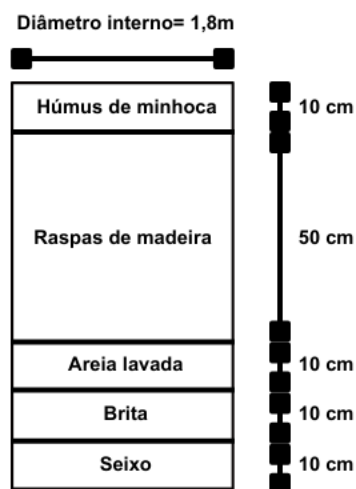 Diâmetro interno= 1,8m
Húmus de minhoca
10 cm
Raspas de madeira
50 cm
Areia lavada
10 cm
Brita
10 cm
Seixo
10 cm